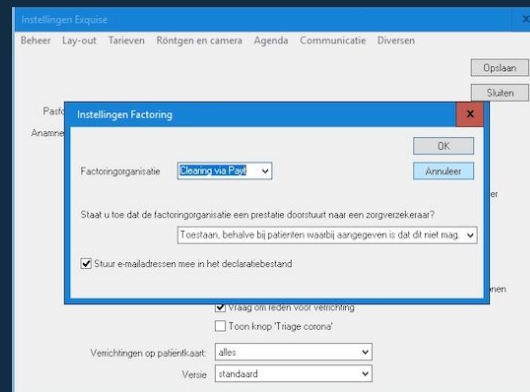 Instellingen Exquise
x
Beheer Lay-out Tarieven Röntgen en camera Agenda Communicatie Diversen
Opslaan
Sluiten
Instellingen Factoring
x
OK
Factoringorganisatie Clearing via Payt
Annuleer
Staat u toe dat de factoringorganisatie een prestatie doorstuurt naar een zorgverzekeraar?
Toestaan, behalve bij patienten waarbij aangegeven is dat dit niet mag.
Stuur e-mailadressen mee in het declaratiebestand
Vraag om reden voor verrichting
Toon knop 'Triage corona'
Verrichtingen op patiëntkaart: alles
Versie standaard